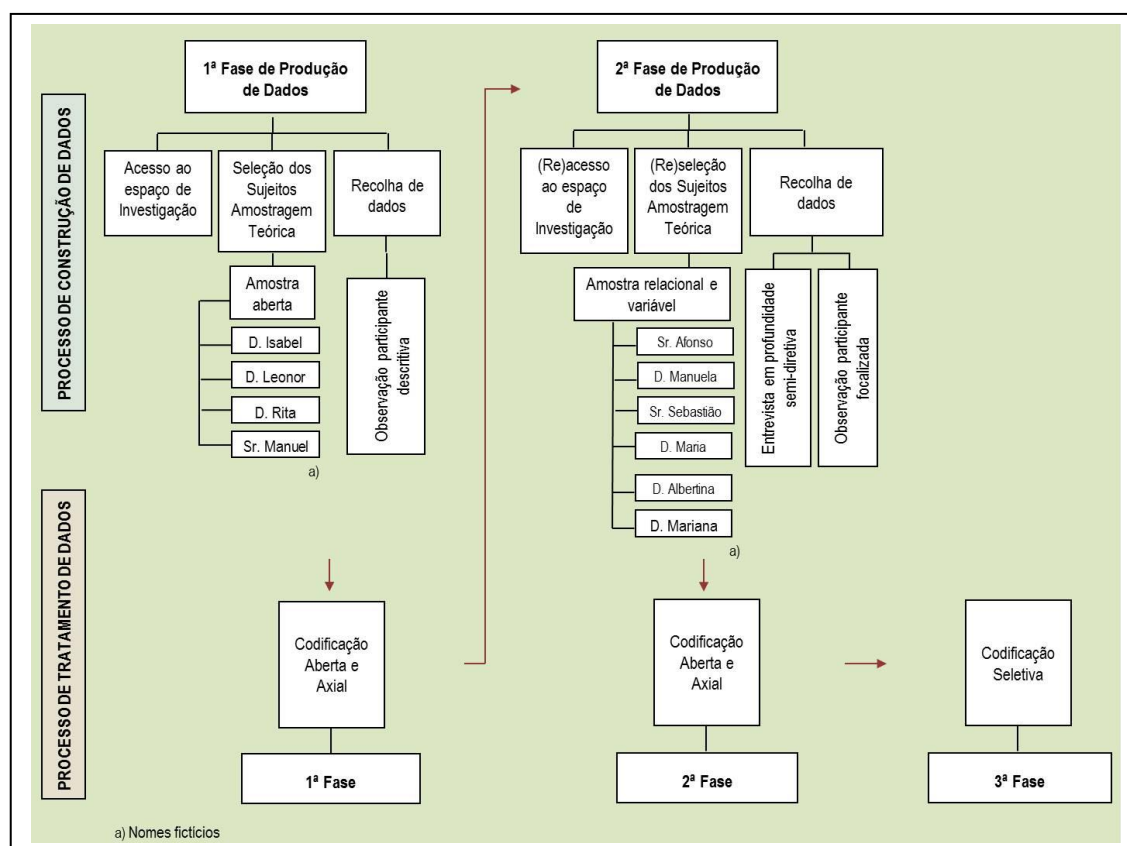 1ª Fase de Produção
de Dados
2ª Fase de Produção
de Dados
PROCESSO DE CONSTRUÇÃO DE DADOS
Acesso ao
espaço de
Investigação
Seleção dos
Sujeitos
Amostragem
Teórica
Recolha de
dados
Amostra
aberta
D. Isabel
D. Leonor
D. Rita
Sr. Manuel
a)
Observação participante
descritiva
(Re)acesso
ao espaço
de
Investigação
(Re)seleção
dos Sujeitos
Amostragem
Teórica
Recolha de
dados
Amostra relacional e
variável
Sr. Afonso
D. Manuela
Sr. Sebastião
D. Maria
D. Albertina
D. Mariana
a)
Entrevista em profundidade
semi-diretiva
Observação participante
focalizada
PROCESSO DE TRATAMENTO DE DADOS
Codificação
Aberta e
Axial
1ª Fase
Codificação
Aberta e
Axial
2ª Fase
Codificação
Seletiva
3ª Fase
a) Nomes fictícios